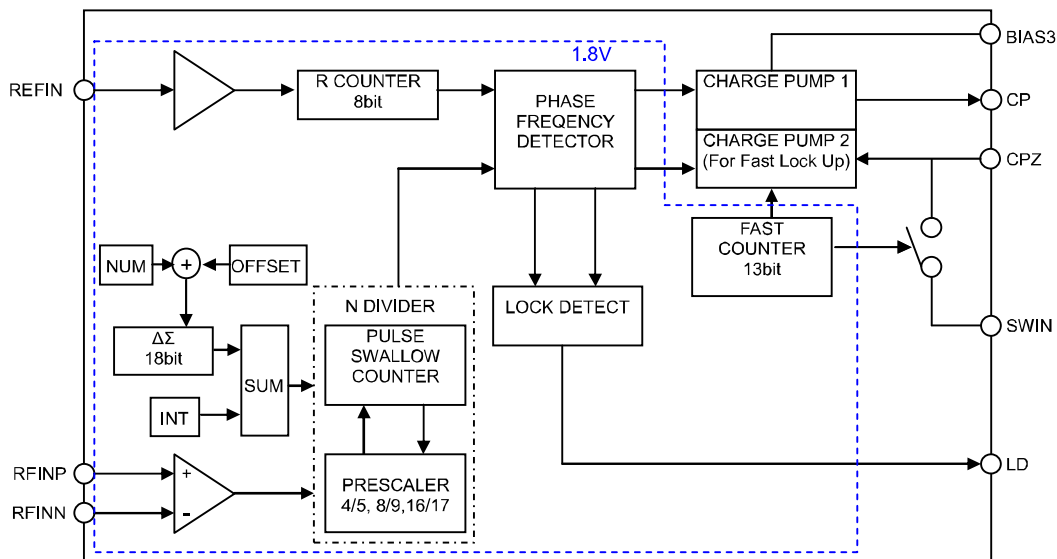 BIAS3
1.8V
REFIN
R COUNTER
8bit
PHASE
FREQENCY
DETECTOR
CHARGE PUMP 1
CP
CHARGE PUMP 2
(For Fast Lock Up)
CPZ
FAST
COUNTER
13bit
NUM
+
OFFSET
N DIVIDER
LOCK DETECT
SWIN
ΔΣ
18bit
SUM
PULSE
SWALLOW
COUNTER
INT
RFINP
+
LD
PRESCALER
4/5, 8/9,16/17
RFINN
-